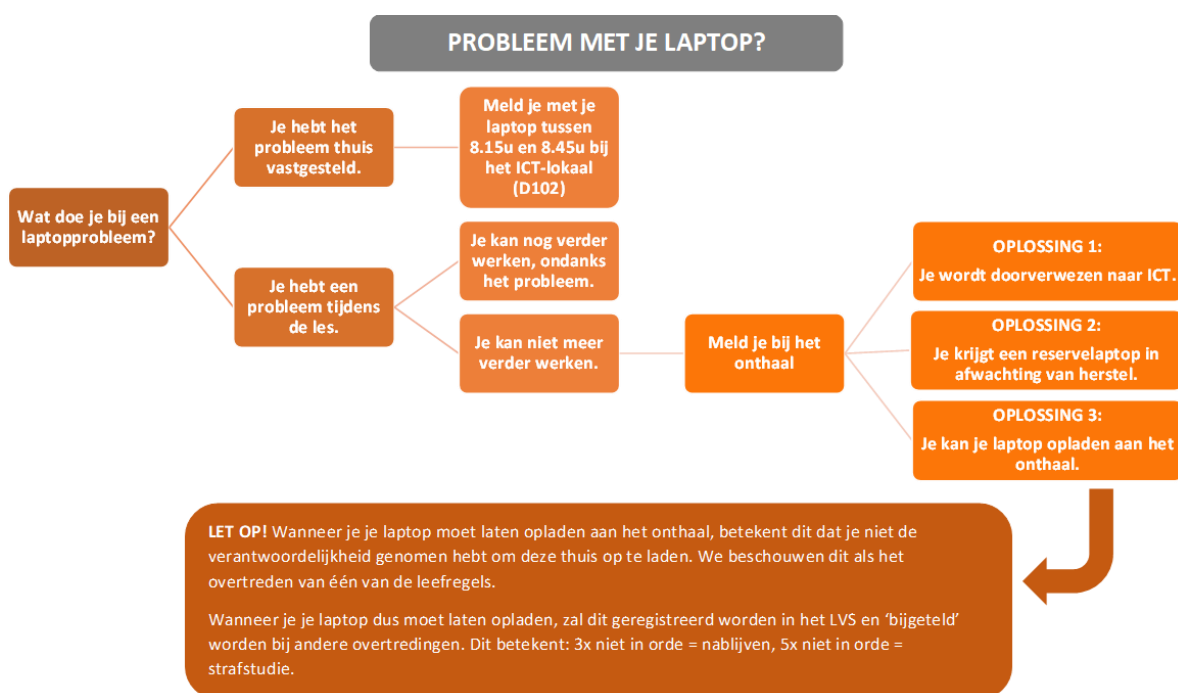 PROBLEEM MET JE LAPTOP?
Wat doe je bij een
laptopprobleem?
Je hebt het
probleem thuis
vastgesteld.
Meld je met je
laptop tussen
8.15u en 8.45u bij
het ICT-lokaal
(D102)
Je hebt een
probleem tijdens
de les.
Je kan nog verder
werken, ondanks
het probleem.
Je kan niet meer
verder werken.
Meld je bij het
onthaal
OPLOSSING 1:
Je wordt doorverwezen naar ICT.
OPLOSSING 2:
Je krijgt een reservelaptop in
afwachting van herstel.
OPLOSSING 3:
Je kan je laptop opladen aan het
onthaal.
LET OP! Wanneer je je laptop moet laten opladen aan het onthaal, betekent dit dat je niet de
verantwoordelijkheid genomen hebt om deze thuis op te laden. We beschouwen dit als het
overtreden van één van de leefregels.
Wanneer je je laptop dus moet laten opladen, zal dit geregistreerd worden in het LVS en ‘bijgeteld’
worden bij andere overtredingen. Dit betekent: 3x niet in orde = nablijven, 5x niet in orde =
strafstudie.